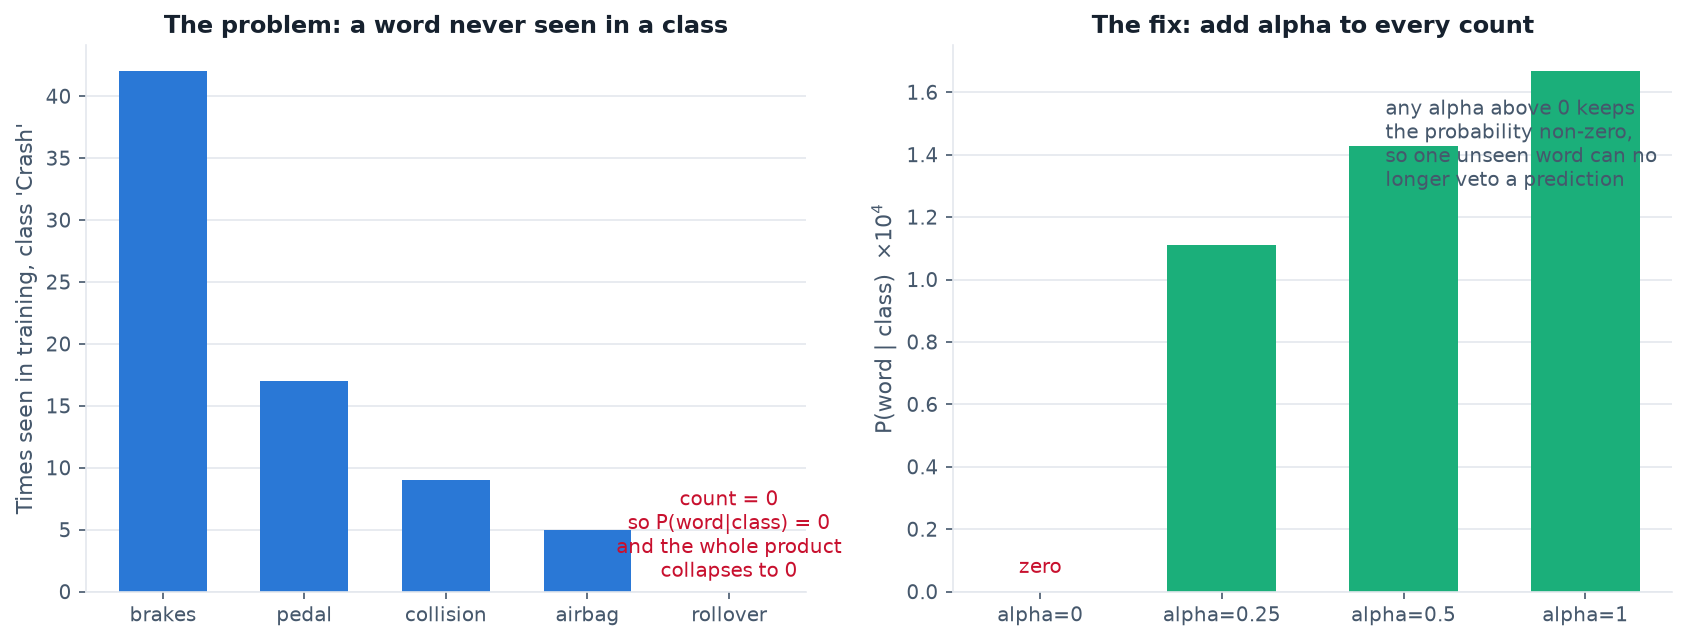 The problem: a word never seen in a class
Times seen in training, class 'Crash'
40
35
30
25
20
15
10
5
0
count = 0
so P(word|class) = 0
and the whole product
collapses to 0
brakes
pedal
collision
airbag
rollover
The fix: add alpha to every count
P(word | class) ×10⁴
1.6
1.4
1.2
1.0
0.8
0.6
0.4
0.2
0.0
any alpha above 0 keeps
the probability non-zero,
so one unseen word can no
longer veto a prediction
zero
alpha=0
alpha=0.25
alpha=0.5
alpha=1